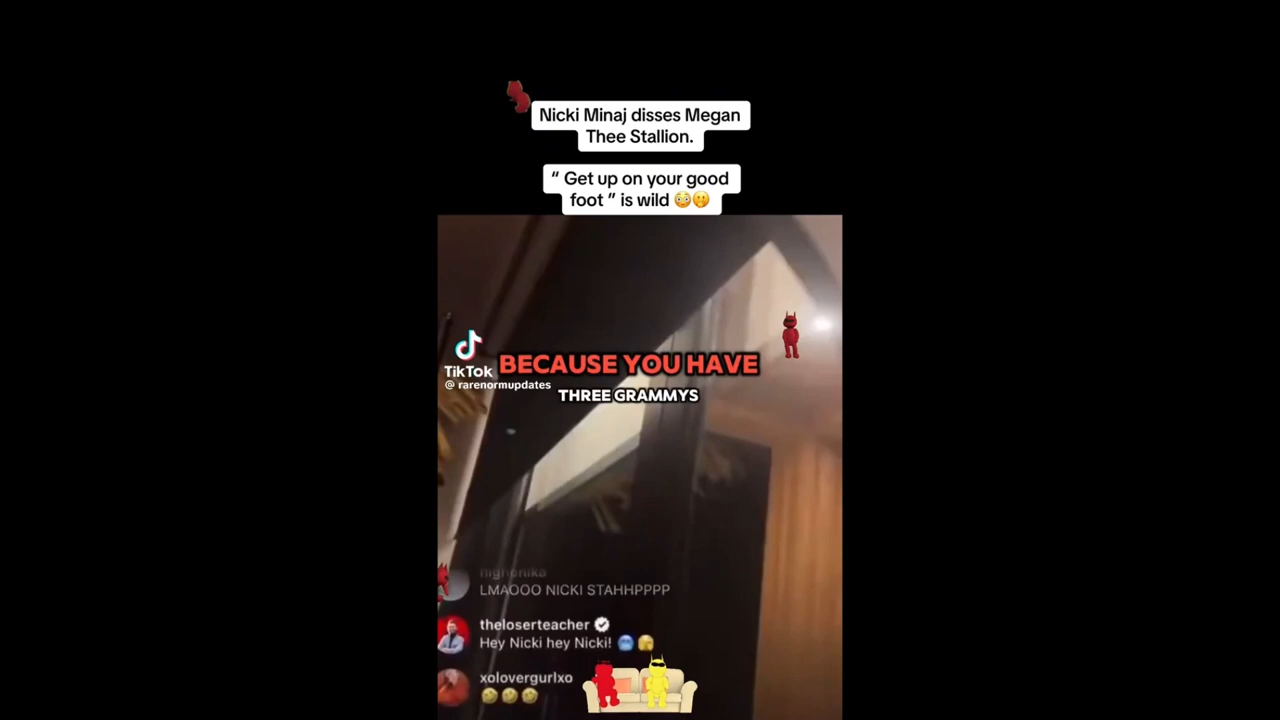 Nicki Minaj disses Megan
Thee Stallion.
“ Get up on your good
foot ” is wild 😳🫢
BECAUSE YOU HAVE
THREE GRAMMYS
TikTok
@ rarenormupdates
LMAOOO NICKI STAHHPPPP
theloserteacher
Hey Nicki hey Nicki! 🥶🫣
xolovergurlxo
🤣🤣🤣